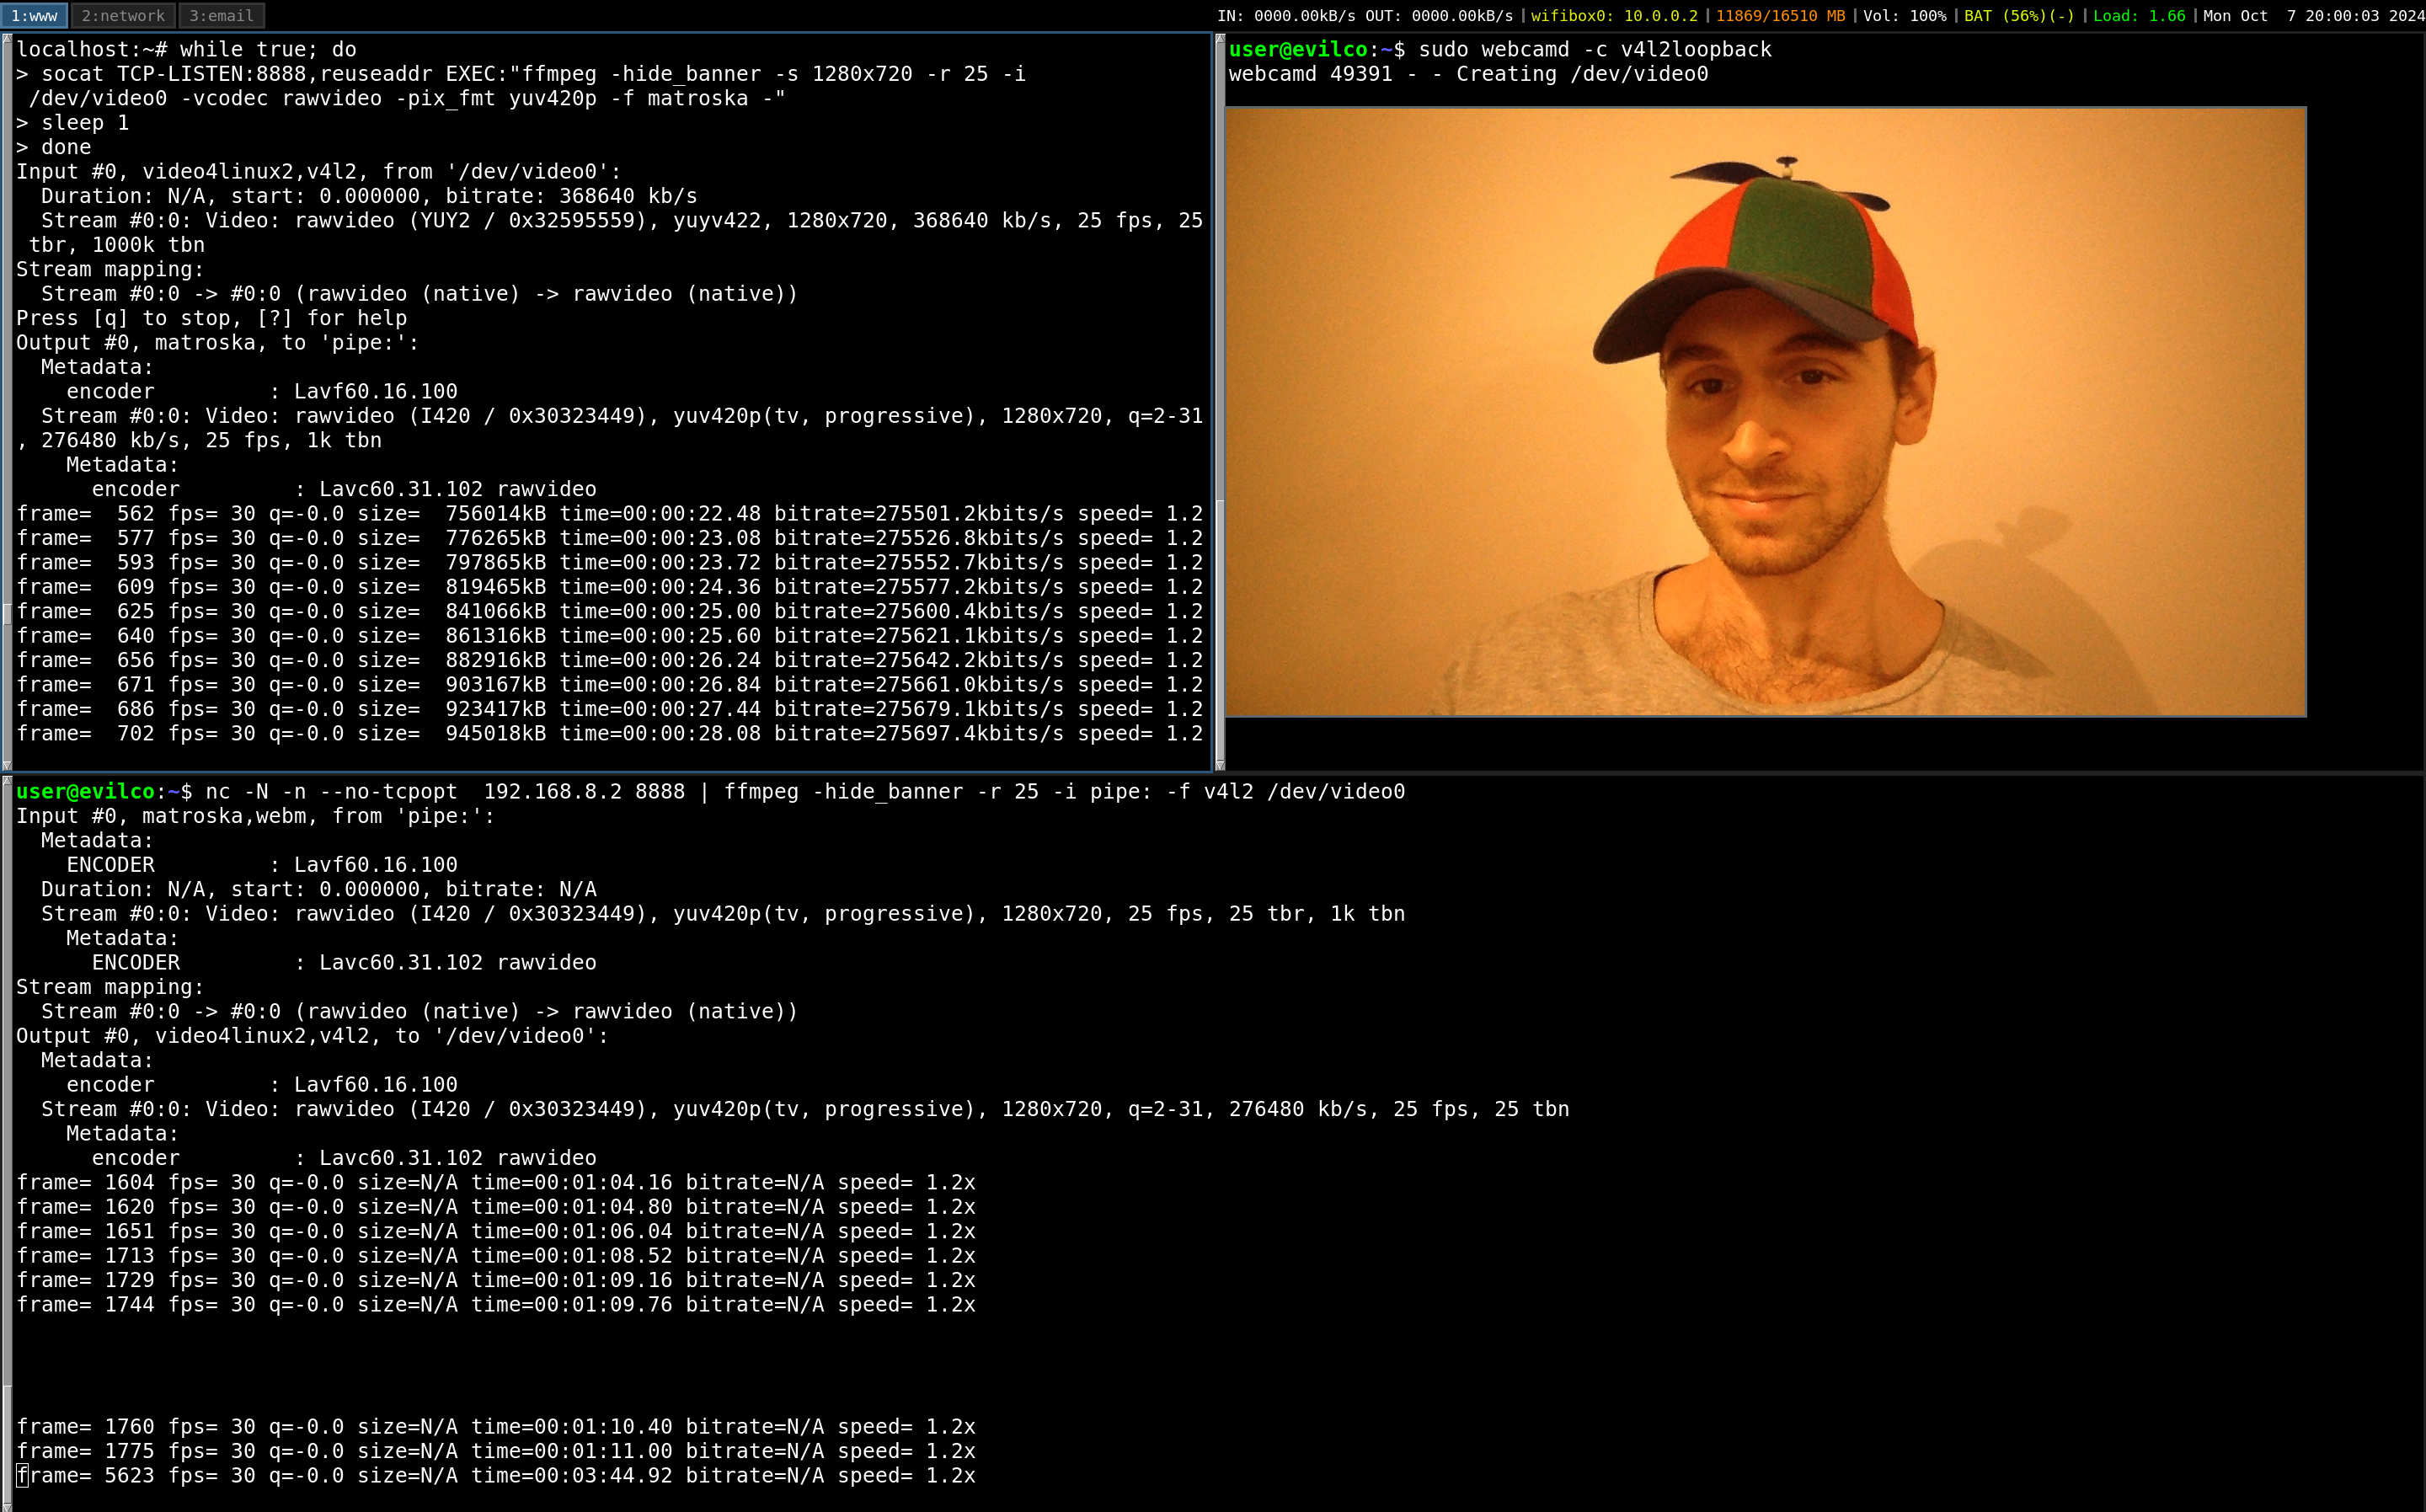 1:www 2:network 3:email
IN: 0000.00kB/s OUT: 0000.00kB/s | wifibox0: 10.0.0.2 | 11869/16510 MB | Vol: 100% | BAT (56%)(-) | Load: 1.66 | Mon Oct  7 20:00:03 2024
localhost:~# while true; do
> socat TCP-LISTEN:8888,reuseaddr EXEC:"ffmpeg -hide_banner -s 1280x720 -r 25 -i
 /dev/video0 -vcodec rawvideo -pix_fmt yuv420p -f matroska -"
> sleep 1
> done
Input #0, video4linux2,v4l2, from '/dev/video0':
  Duration: N/A, start: 0.000000, bitrate: 368640 kb/s
  Stream #0:0: Video: rawvideo (YUY2 / 0x32595559), yuyv422, 1280x720, 368640 kb/s, 25 fps, 25
 tbr, 1000k tbn
Stream mapping:
  Stream #0:0 -> #0:0 (rawvideo (native) -> rawvideo (native))
Press [q] to stop, [?] for help
Output #0, matroska, to 'pipe:':
  Metadata:
    encoder         : Lavf60.16.100
  Stream #0:0: Video: rawvideo (I420 / 0x30323449), yuv420p(tv, progressive), 1280x720, q=2-31
, 276480 kb/s, 25 fps, 1k tbn
    Metadata:
      encoder         : Lavc60.31.102 rawvideo
frame=  562 fps= 30 q=-0.0 size=  756014kB time=00:00:22.48 bitrate=275501.2kbits/s speed= 1.2
frame=  577 fps= 30 q=-0.0 size=  776265kB time=00:00:23.08 bitrate=275526.8kbits/s speed= 1.2
frame=  593 fps= 30 q=-0.0 size=  797865kB time=00:00:23.72 bitrate=275552.7kbits/s speed= 1.2
frame=  609 fps= 30 q=-0.0 size=  819465kB time=00:00:24.36 bitrate=275577.2kbits/s speed= 1.2
frame=  625 fps= 30 q=-0.0 size=  841066kB time=00:00:25.00 bitrate=275600.4kbits/s speed= 1.2
frame=  640 fps= 30 q=-0.0 size=  861316kB time=00:00:25.60 bitrate=275621.1kbits/s speed= 1.2
frame=  656 fps= 30 q=-0.0 size=  882916kB time=00:00:26.24 bitrate=275642.2kbits/s speed= 1.2
frame=  671 fps= 30 q=-0.0 size=  903167kB time=00:00:26.84 bitrate=275661.0kbits/s speed= 1.2
frame=  686 fps= 30 q=-0.0 size=  923417kB time=00:00:27.44 bitrate=275679.1kbits/s speed= 1.2
frame=  702 fps= 30 q=-0.0 size=  945018kB time=00:00:28.08 bitrate=275697.4kbits/s speed= 1.2
user@evilco:~$ sudo webcamd -c v4l2loopback
webcamd 49391 - - Creating /dev/video0
user@evilco:~$ nc -N -n --no-tcpopt  192.168.8.2 8888 | ffmpeg -hide_banner -r 25 -i pipe: -f v4l2 /dev/video0
Input #0, matroska,webm, from 'pipe:':
  Metadata:
    ENCODER         : Lavf60.16.100
  Duration: N/A, start: 0.000000, bitrate: N/A
  Stream #0:0: Video: rawvideo (I420 / 0x30323449), yuv420p(tv, progressive), 1280x720, 25 fps, 25 tbr, 1k tbn
    Metadata:
      ENCODER         : Lavc60.31.102 rawvideo
Stream mapping:
  Stream #0:0 -> #0:0 (rawvideo (native) -> rawvideo (native))
Output #0, video4linux2,v4l2, to '/dev/video0':
  Metadata:
    encoder         : Lavf60.16.100
  Stream #0:0: Video: rawvideo (I420 / 0x30323449), yuv420p(tv, progressive), 1280x720, q=2-31, 276480 kb/s, 25 fps, 25 tbn
    Metadata:
      encoder         : Lavc60.31.102 rawvideo
frame= 1604 fps= 30 q=-0.0 size=N/A time=00:01:04.16 bitrate=N/A speed= 1.2x
frame= 1620 fps= 30 q=-0.0 size=N/A time=00:01:04.80 bitrate=N/A speed= 1.2x
frame= 1651 fps= 30 q=-0.0 size=N/A time=00:01:06.04 bitrate=N/A speed= 1.2x
frame= 1713 fps= 30 q=-0.0 size=N/A time=00:01:08.52 bitrate=N/A speed= 1.2x
frame= 1729 fps= 30 q=-0.0 size=N/A time=00:01:09.16 bitrate=N/A speed= 1.2x
frame= 1744 fps= 30 q=-0.0 size=N/A time=00:01:09.76 bitrate=N/A speed= 1.2x
frame= 1760 fps= 30 q=-0.0 size=N/A time=00:01:10.40 bitrate=N/A speed= 1.2x
frame= 1775 fps= 30 q=-0.0 size=N/A time=00:01:11.00 bitrate=N/A speed= 1.2x
frame= 5623 fps= 30 q=-0.0 size=N/A time=00:03:44.92 bitrate=N/A speed= 1.2x